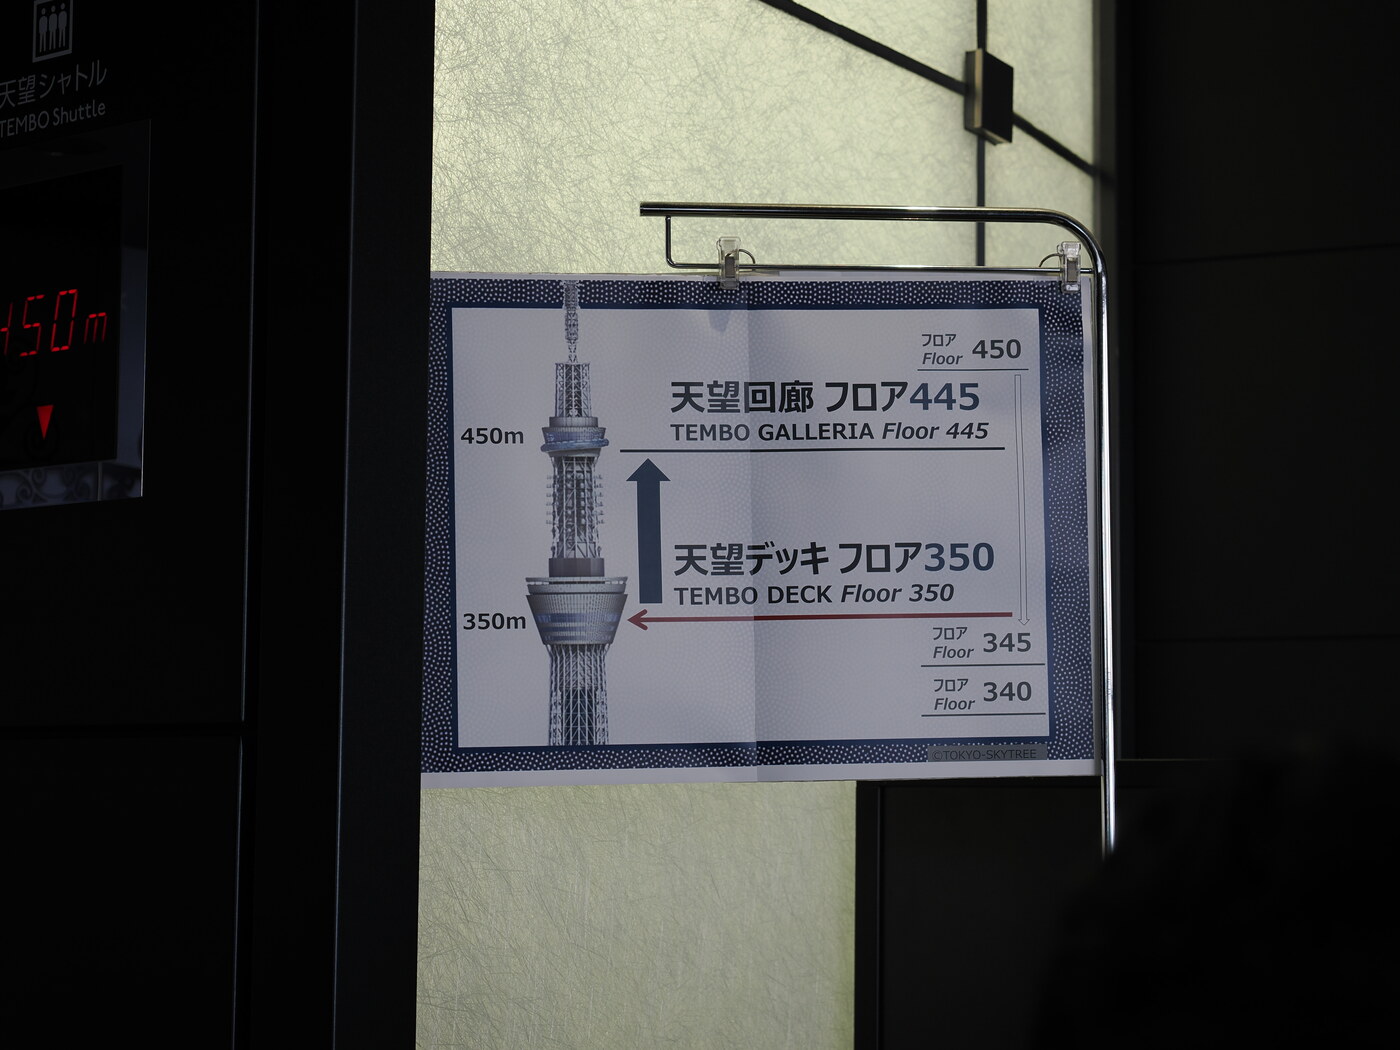 天望シャトル
TEMBO Shuttle
450m
フロア
Floor 450
天望回廊 フロア445
TEMBO GALLERIA Floor 445
450m
天望デッキ フロア350
TEMBO DECK Floor 350
350m
フロア
Floor 345
フロア
Floor 340
©TOKYO-SKYTREE